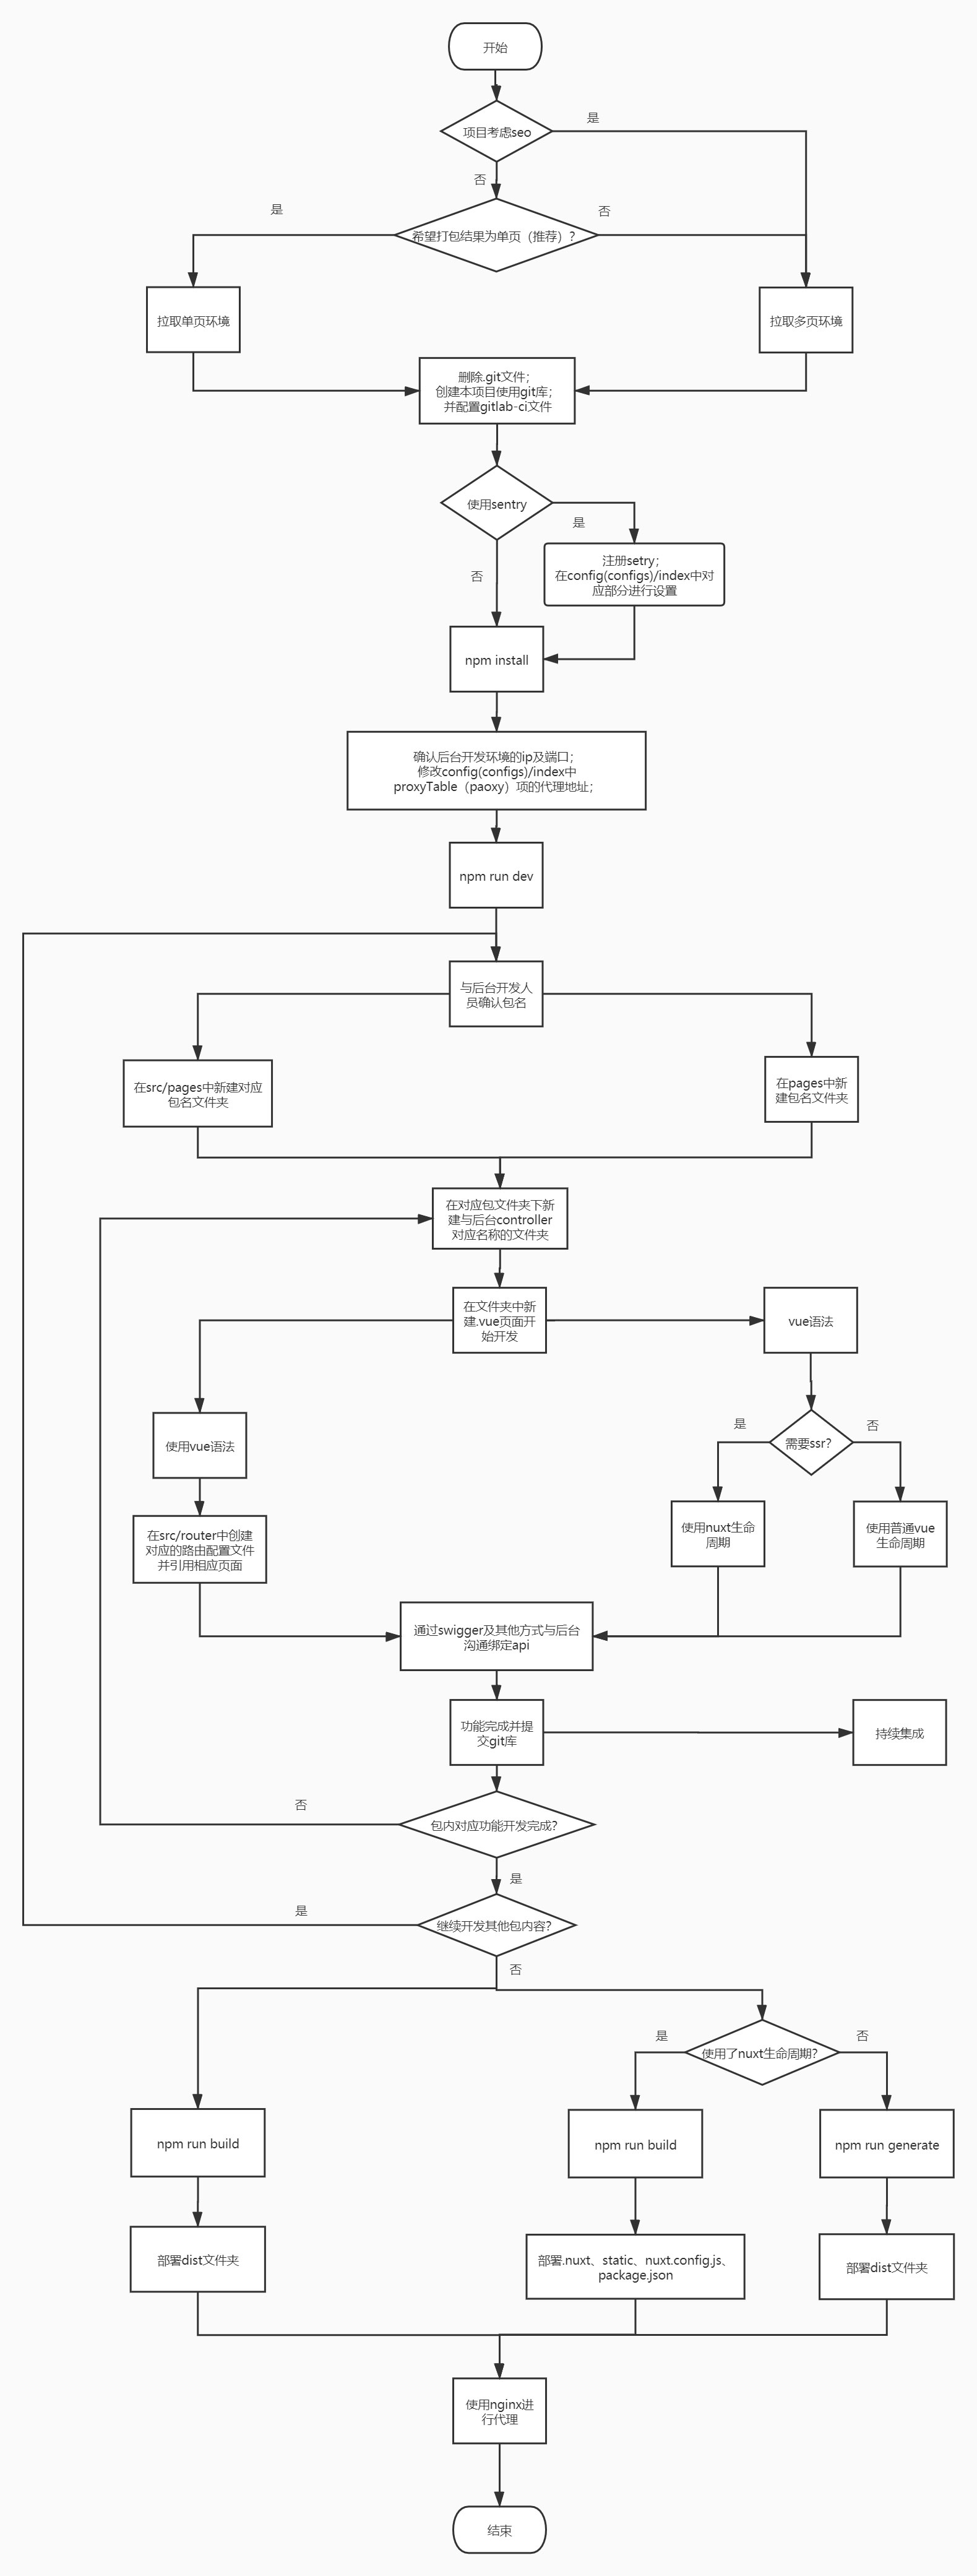 开始
项目考虑seo
是
否
是
希望打包结果为单页（推荐）？
否
拉取单页环境
拉取多页环境
删除.git文件；
创建本项目使用git库；
并配置gitlab-ci文件
使用sentry
是
否
注册setry；
在config(configs)/index中对
应部分进行设置
npm install
确认后台开发环境的ip及端口；
修改config(configs)/index中
proxyTable（paoxy）项的代理地址；
npm run dev
与后台开发人
员确认包名
在src/pages中新建对应
包名文件夹
在pages中新
建包名文件夹
在对应包文件夹下新
建与后台controller
对应名称的文件夹
在文件夹中新
建.vue页面开
始开发
vue语法
使用vue语法
是
需要ssr？
否
在src/router中创建
对应的路由配置文件
并引用相应页面
使用nuxt生命
周期
使用普通vue
生命周期
通过swigger及其他方式与后台
沟通绑定api
功能完成并提
交git库
持续集成
否
包内对应功能开发完成？
是
是
继续开发其他包内容？
否
是
使用了nuxt生命周期？
否
npm run build
npm run build
npm run generate
部署dist文件夹
部署.nuxt、static、nuxt.config.js、
package.json
部署dist文件夹
使用nginx进
行代理
结束